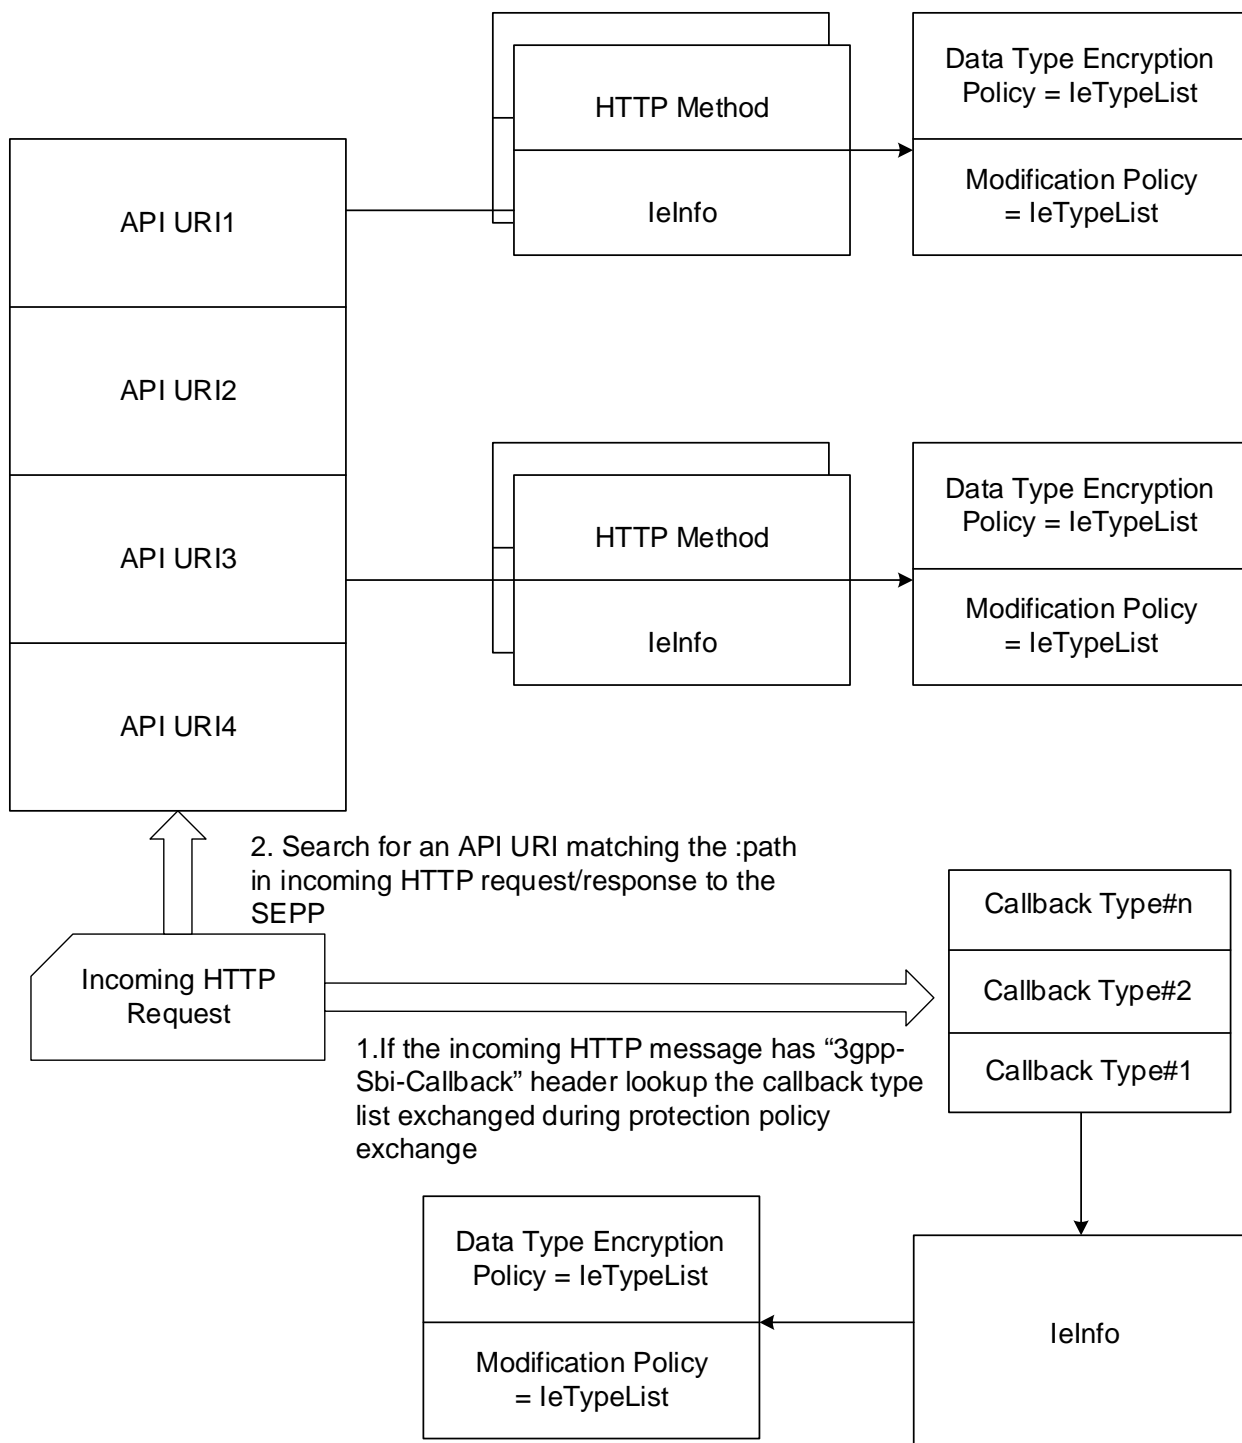 HTTP Method
IeInfo
Data Type Encryption
Policy = IeTypeList
Modification Policy
= IeTypeList
API URI1
API URI2
API URI3
API URI4
HTTP Method
IeInfo
Data Type Encryption
Policy = IeTypeList
Modification Policy
= IeTypeList
2. Search for an API URI matching the :path
in incoming HTTP request/response to the
SEPP
Incoming HTTP
Request
1.If the incoming HTTP message has “3gpp-
Sbi-Callback” header lookup the callback type
list exchanged during protection policy
exchange
Callback Type#n
Callback Type#2
Callback Type#1
Data Type Encryption
Policy = IeTypeList
Modification Policy
= IeTypeList
IeInfo